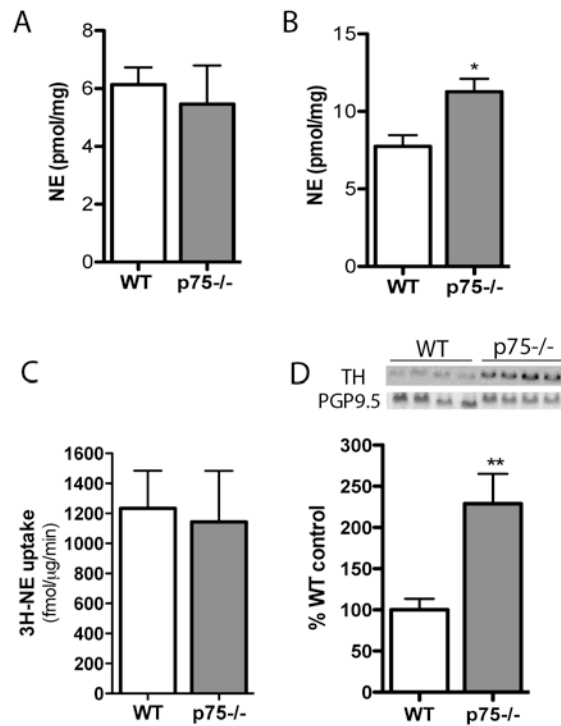 A
NE (pmol/mg)
8
6
4
2
0
WT p75-/-
B
NE (pmol/mg)
15
10
5
0
*
WT p75-/-
C
3H-NE uptake
(fmol/µg/min)
1600
1400
1200
1000
800
600
400
200
0
WT p75-/-
D
WT p75-/-
TH
PGP9.5
% WT control
300
250
200
150
100
50
0
**
WT p75-/-